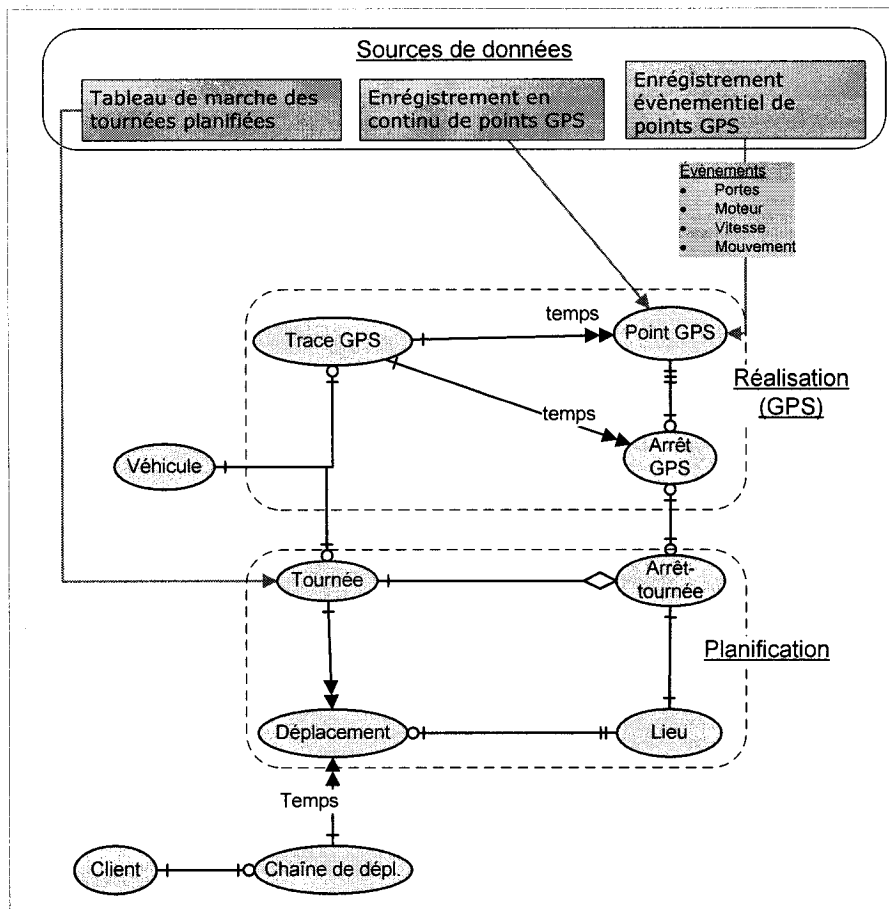 Sources de données
Tableau de marche des
tournées planifiées
Enrégistrement en
continu de points GPS
Enrégistrement
évènementiel de
points GPS
Évènements
• Portes
• Moteur
• Vitesse
• Mouvement
temps
Trace GPS
Point GPS
Réalisation
(GPS)
temps
Arrêt
GPS
Véhicule
Tournée
Arrêt-
tournée
Planification
Déplacement
Lieu
Temps
Client
Chaîne de dépl.